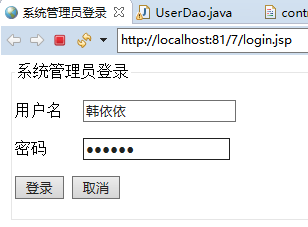 系统管理员登录 UserDao.java cont
http://localhost:81/7/login.jsp
系统管理员登录
用户名 韩依依
密码 ••••••
登录 取消